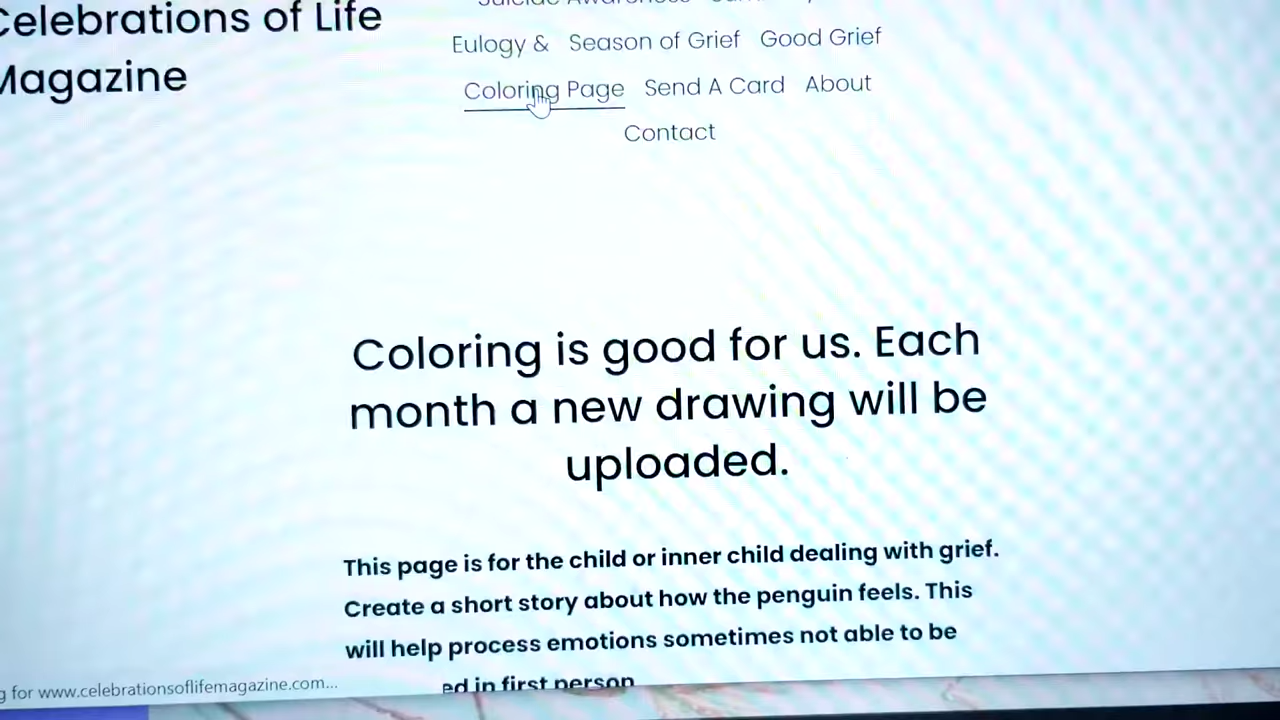 Celebrations of Life
Magazine
Suicide Awareness
Eulogy & Season of Grief Good Grief
Coloring Page Send A Card About
Contact
Coloring is good for us. Each
month a new drawing will be
uploaded.
This page is for the child or inner child dealing with grief.
Create a short story about how the penguin feels. This
will help process emotions sometimes not able to be
ed in first person
g for www.celebrationsoflifemagazine.com...